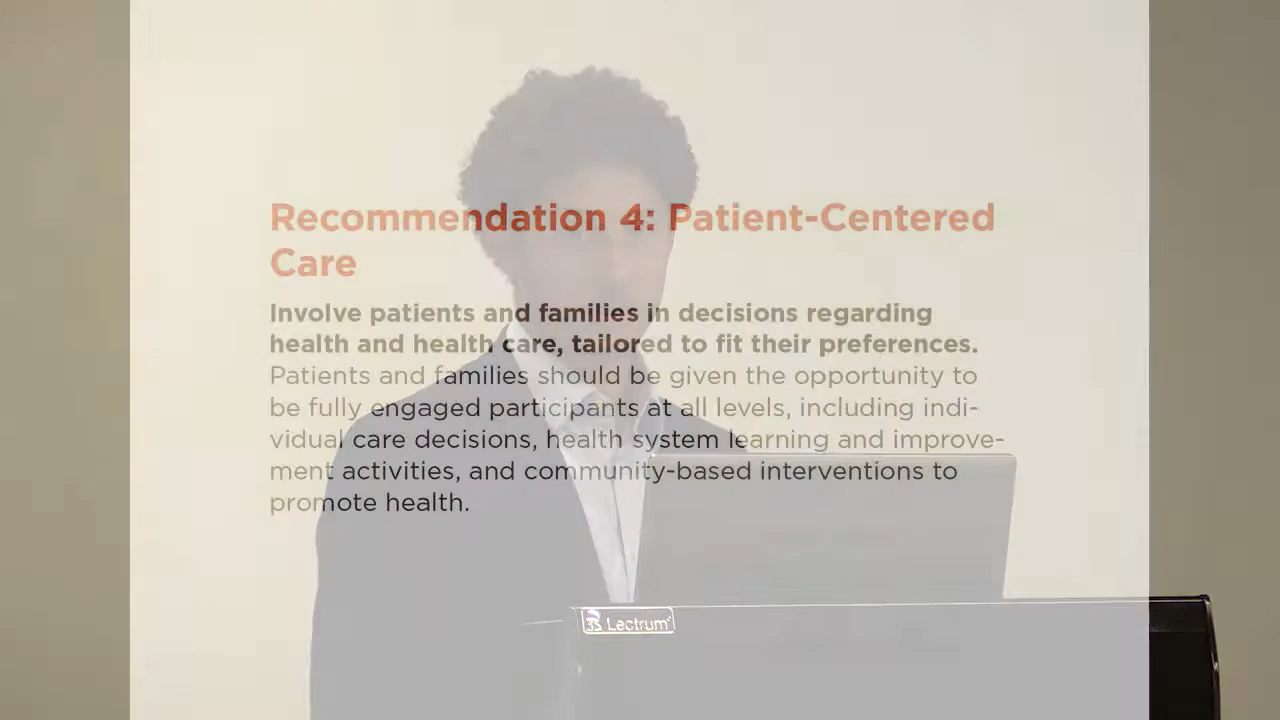 Recommendation 4: Patient-Centered
Care
Involve patients and families in decisions regarding
health and health care, tailored to fit their preferences.
Patients and families should be given the opportunity to
be fully engaged participants at all levels, including indi-
vidual care decisions, health system learning and improve-
ment activities, and community-based interventions to
promote health.
Lectrum